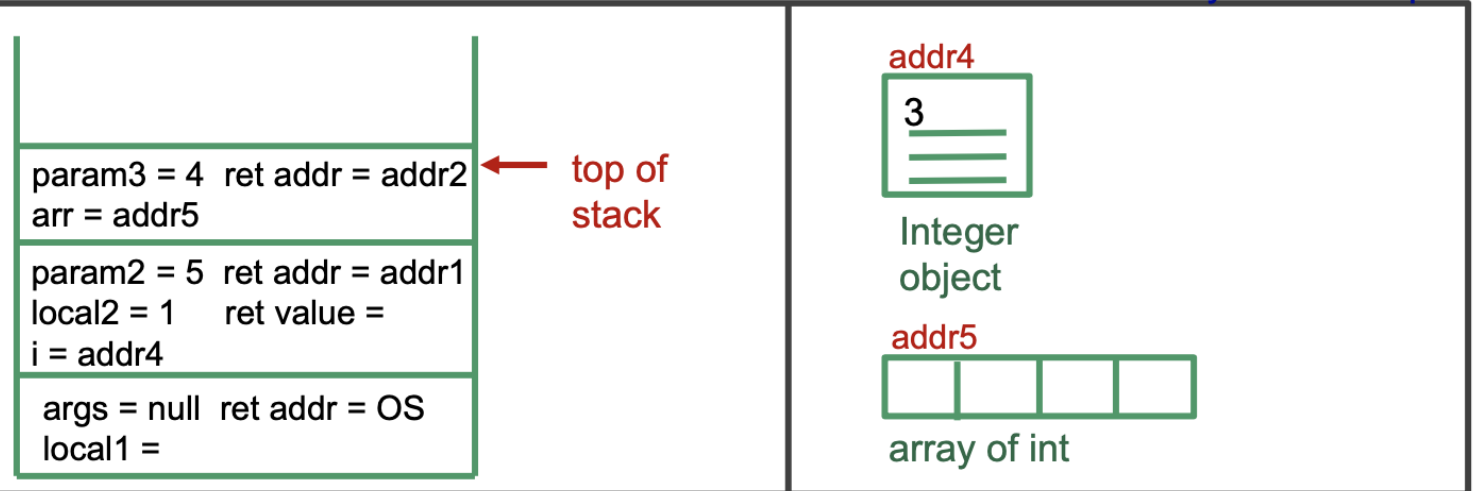 param3 = 4 ret addr = addr2
arr = addr5
top of
stack
param2 = 5 ret addr = addr1
local2 = 1 ret value =
i = addr4
args = null ret addr = OS
local1 =
addr4
3
Integer
object
addr5
array of int